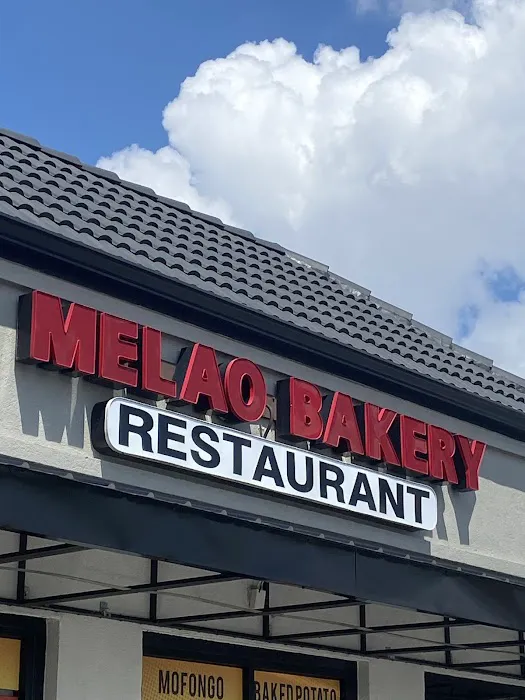 MELAO BAKERY
RESTAURANT
MOFONGO
BAKED POTATO